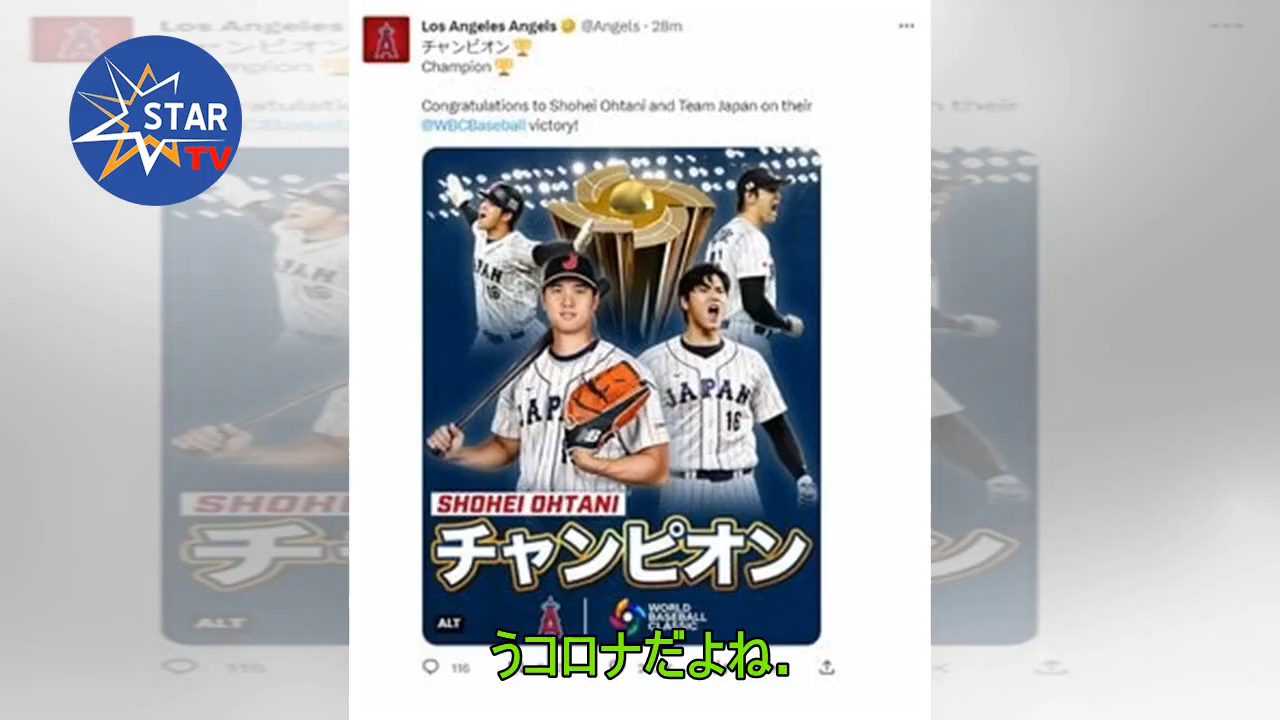 Los Angeles Angels @Angels · 28m
チャンピオン
Champion
Congratulations to Shohei Ohtani and Team Japan on their
@WBCBaseball victory!
STAR
TV
JAPAN
16
SHOHEI OHTANI
チャンピオン
WORLD
BASEBALL
CLASSIC
ALT
うコロナだよね.
116